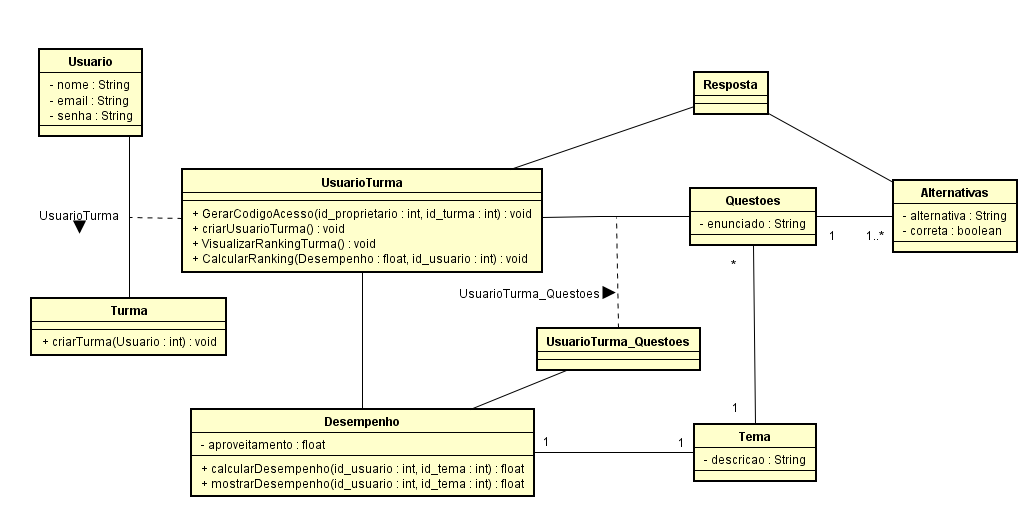 Usuario
- nome : String
- email : String
- senha : String
Resposta
UsuarioTurma
UsuarioTurma
+ GerarCodigoAcesso(id_proprietario : int, id_turma : int) : void
+ criarUsuarioTurma() : void
+ VisualizarRankingTurma() : void
+ CalcularRanking(Desempenho : float, id_usuario : int) : void
Questoes
- enunciado : String
1
1..*
*
Alternativas
- alternativa : String
- correta : boolean
UsuarioTurma_Questoes
Turma
+ criarTurma(Usuario : int) : void
UsuarioTurma_Questoes
Desempenho
- aproveitamento : float
+ calcularDesempenho(id_usuario : int, id_tema : int) : float
+ mostrarDesempenho(id_usuario : int, id_tema : int) : float
1
1
1
Tema
- descricao : String